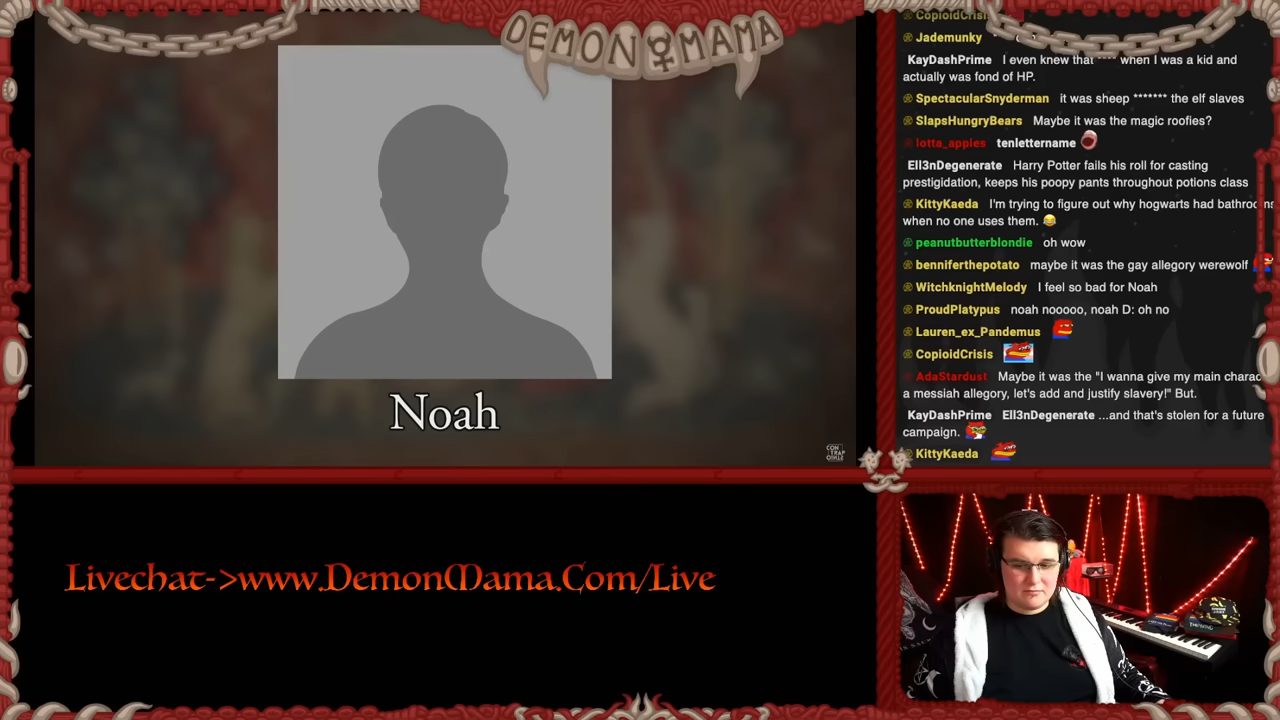 DEMON MAMA
Noah
CON
TRAP
Livechat->www.DemonMama.Com/Live
CopioidCrisis
Jademunky
KayDashPrime I even knew that **** when I was a kid and
actually was fond of HP.
SpectacularSnyderman it was sheep ******* the elf slaves
SlapsHungryBears Maybe it was the magic roofies?
lotta_apples tenlettername
Ell3nDegenerate Harry Potter fails his roll for casting
prestigidation, keeps his poopy pants throughout potions class
KittyKaeda I'm trying to figure out why hogwarts had bathrooms
when no one uses them.
peanutbutterblondie oh wow
benniferthepotato maybe it was the gay allegory werewolf
WitchknightMelody I feel so bad for Noah
ProudPlatypus noah nooooo, noah D: oh no
Lauren_ex_Pandemus
CopioidCrisis
AdaStardust Maybe it was the "I wanna give my main charac
a messiah allegory, let's add and justify slavery!" But.
KayDashPrime Ell3nDegenerate ...and that's stolen for a future
campaign.
KittyKaeda